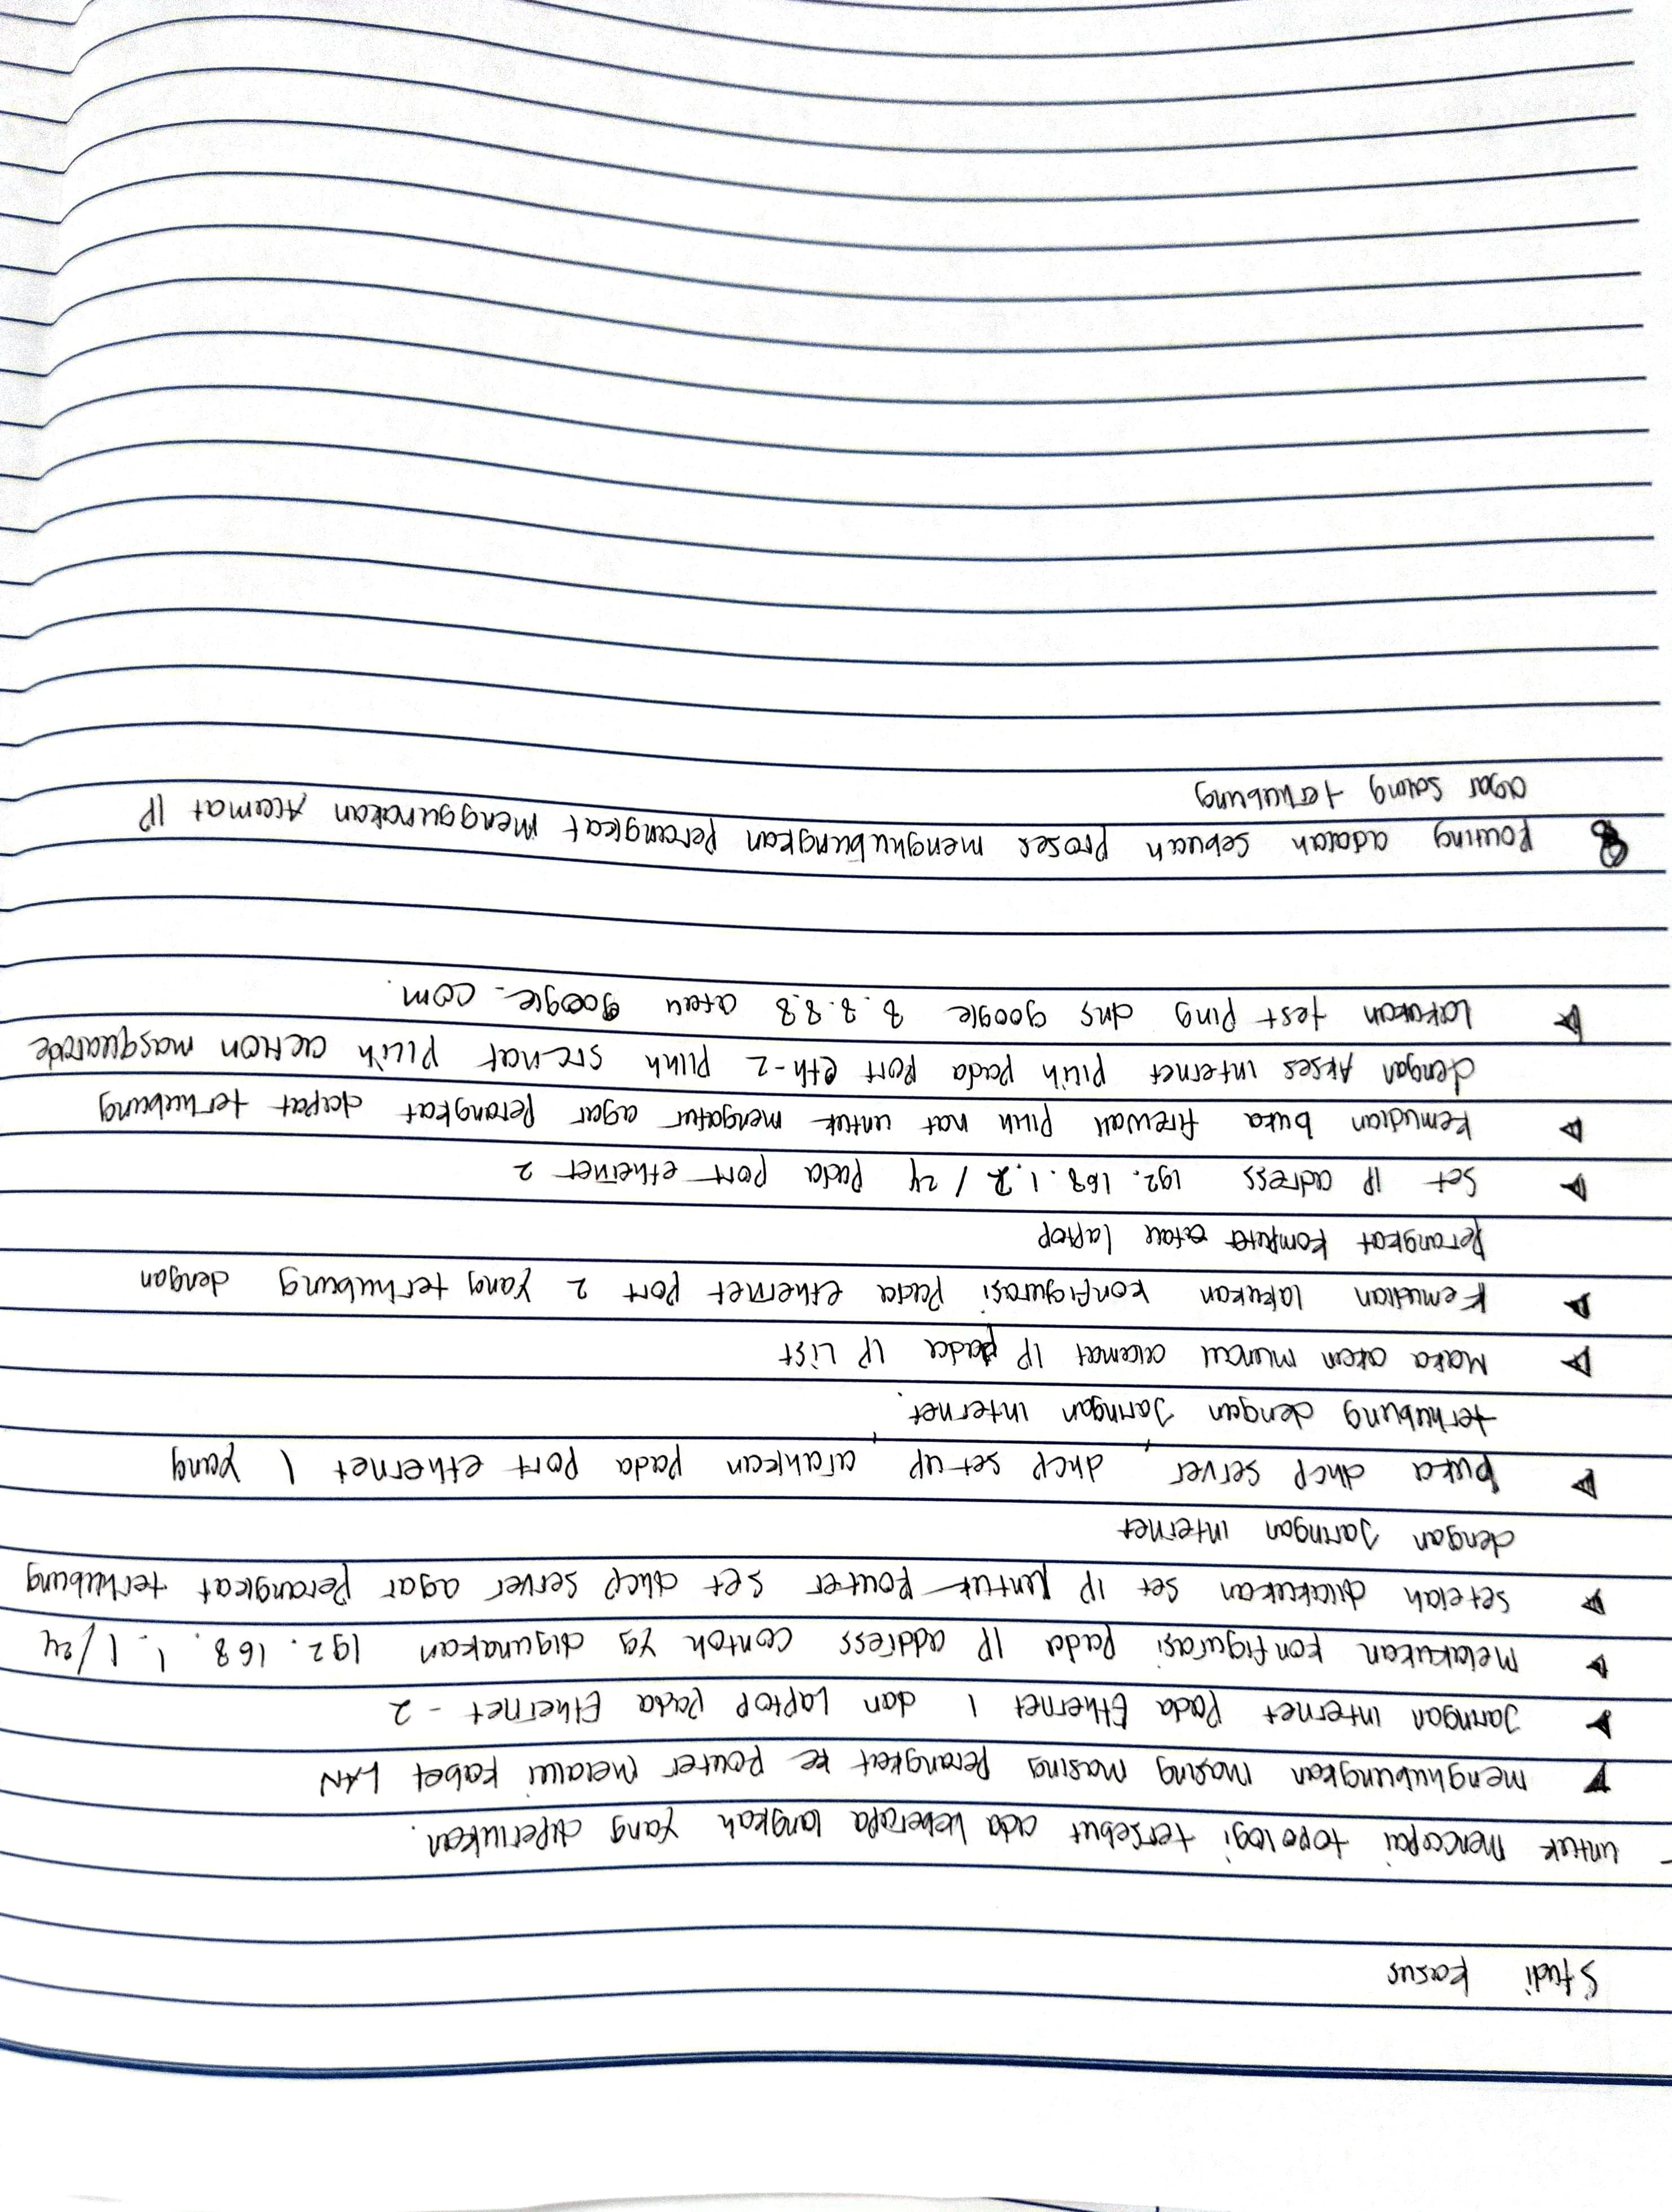 Studi kasus
- untuk menccapai topologi tersebut ada beberapa langkah yang diperlukan.
menghubungkan masing masing perangkat ke Router melalui kabel LAN
Jaringan internet pada Ethernet 1 dan Laptop pada Ethernet - 2
Melakukan konfigurasi pada IP address contoh yg digunakan 192. 168. 1. 1/24
setelah dilakukan set IP untuk Router set dhcp server agar perangkat terhubung
dengan Jaringan internet
buka dhcp server, dhcp setup, arahkan pada port ethernet 1 yang
terhubung dengan Jaringan internet.
Maka akan muncul alamat IP pada IP List
Kemudian lakukan konfigurasi pada ethernet port 2 yang terhubung dengan
perangkat komputer atau laptop
Set IP adress 192. 168. 1. 2 / 24 pada port ethernet 2
kemudian buka firewall pilih nat untuk mengatur agar perangkat dapat terhubung
dengan Akses internet pilih pada port eth-2 pilih srcnat pilih action masquarade
Lakukan test ping dns google 8.8.8.8 atau google.com.
8 Routing adalah sebuah proses menghubungkan perangkat menggunakan Alamat IP
agar saling terhubung